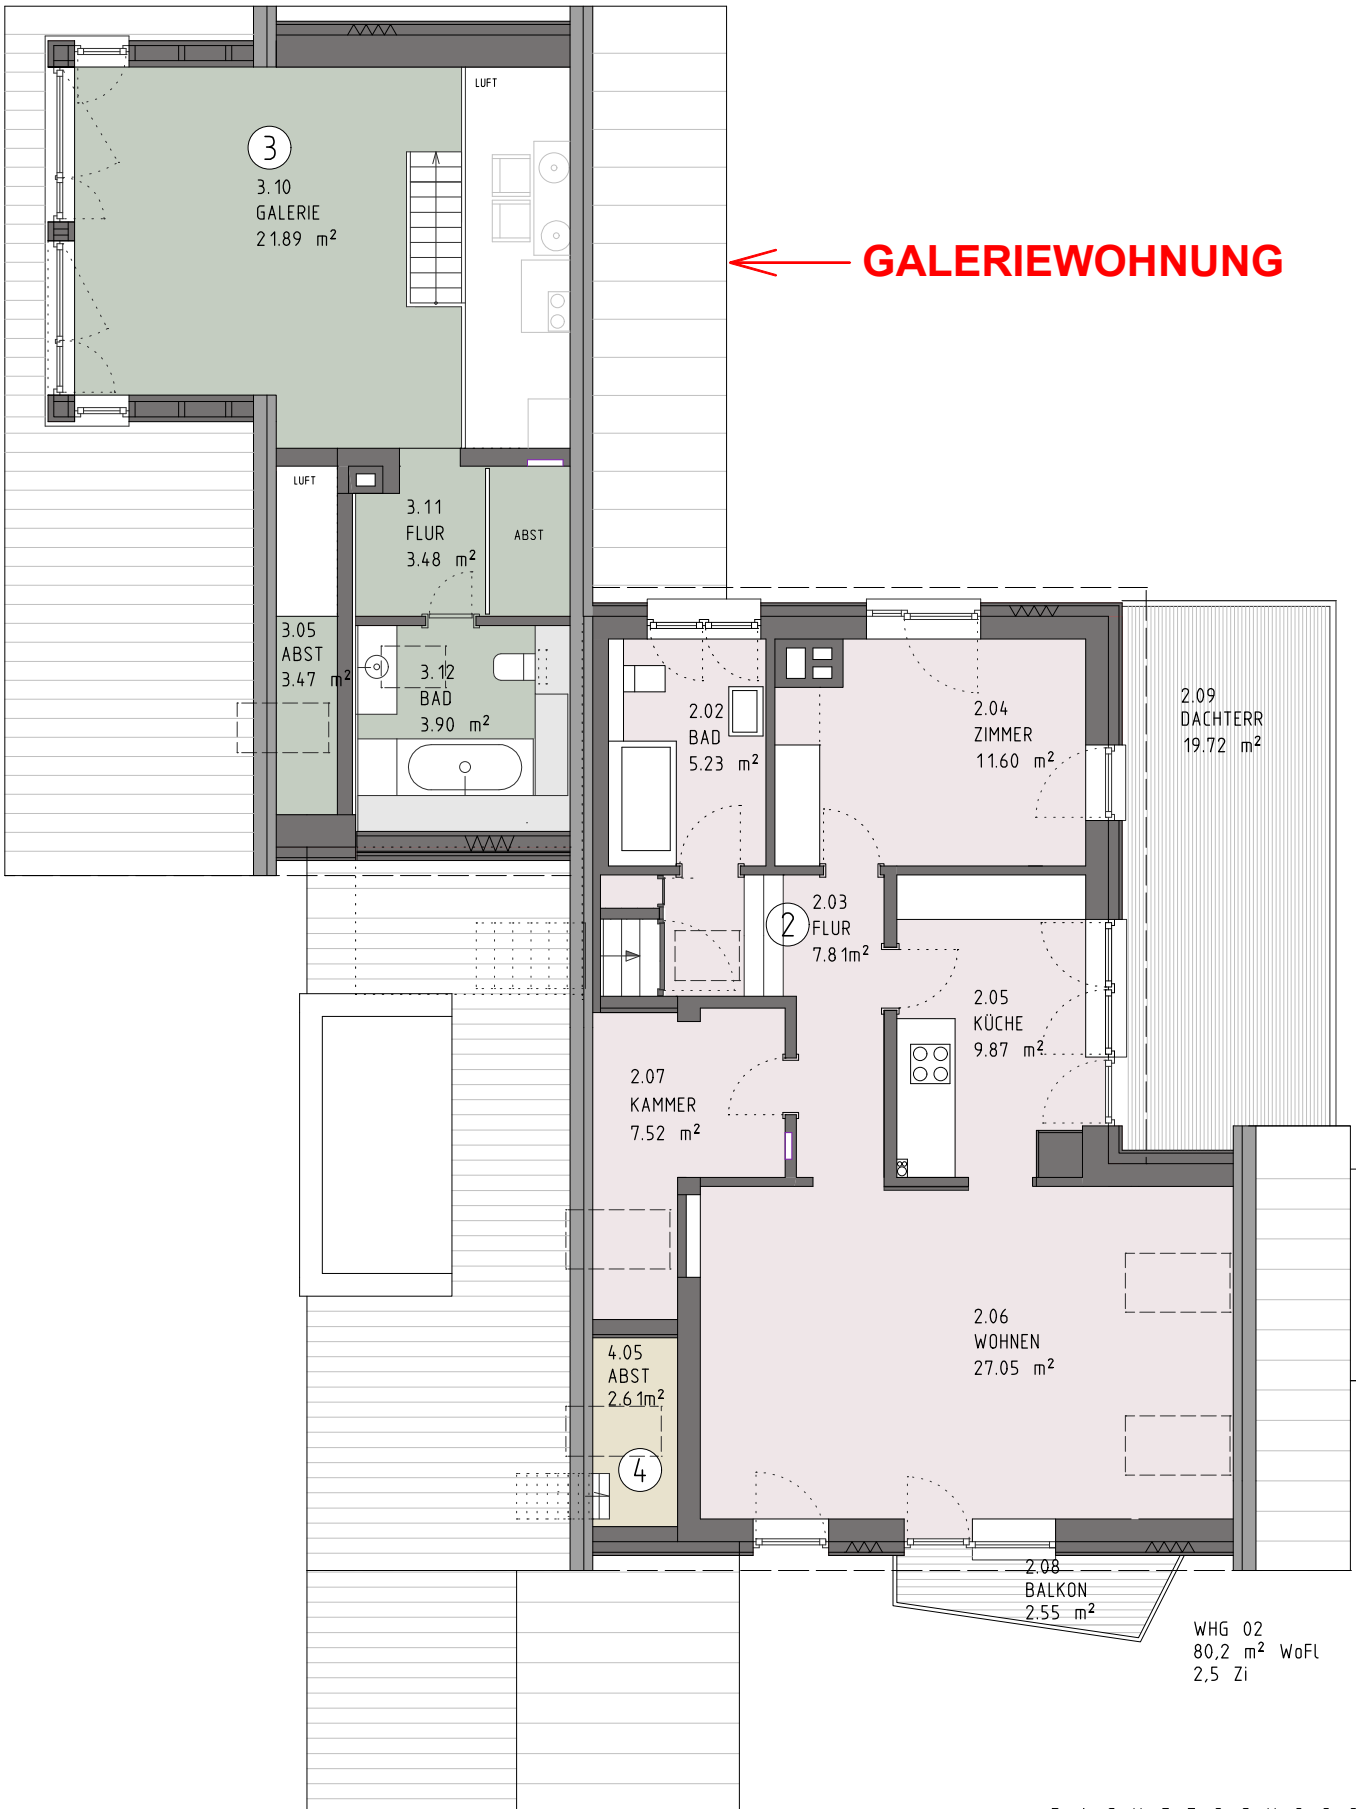 LUFT
3
3.10
GALERIE
21.89 m²
GALERIEWOHNUNG
LUFT
3.11
FLUR
3.48 m²
ABST
3.05
ABST
3.47 m²
3.12
BAD
3.90 m²
2.02
BAD
5.23 m²
2.04
ZIMMER
11.60 m²
2.09
DACHTERR
19.72 m²
2
2.03
FLUR
7.81m²
2.05
KÜCHE
9.87 m²
2.07
KAMMER
7.52 m²
2.06
WOHNEN
27.05 m²
4.05
ABST
2.61m²
4
2.08
BALKON
2.55 m²
WHG 02
80,2 m² WoFl
2,5 Zi